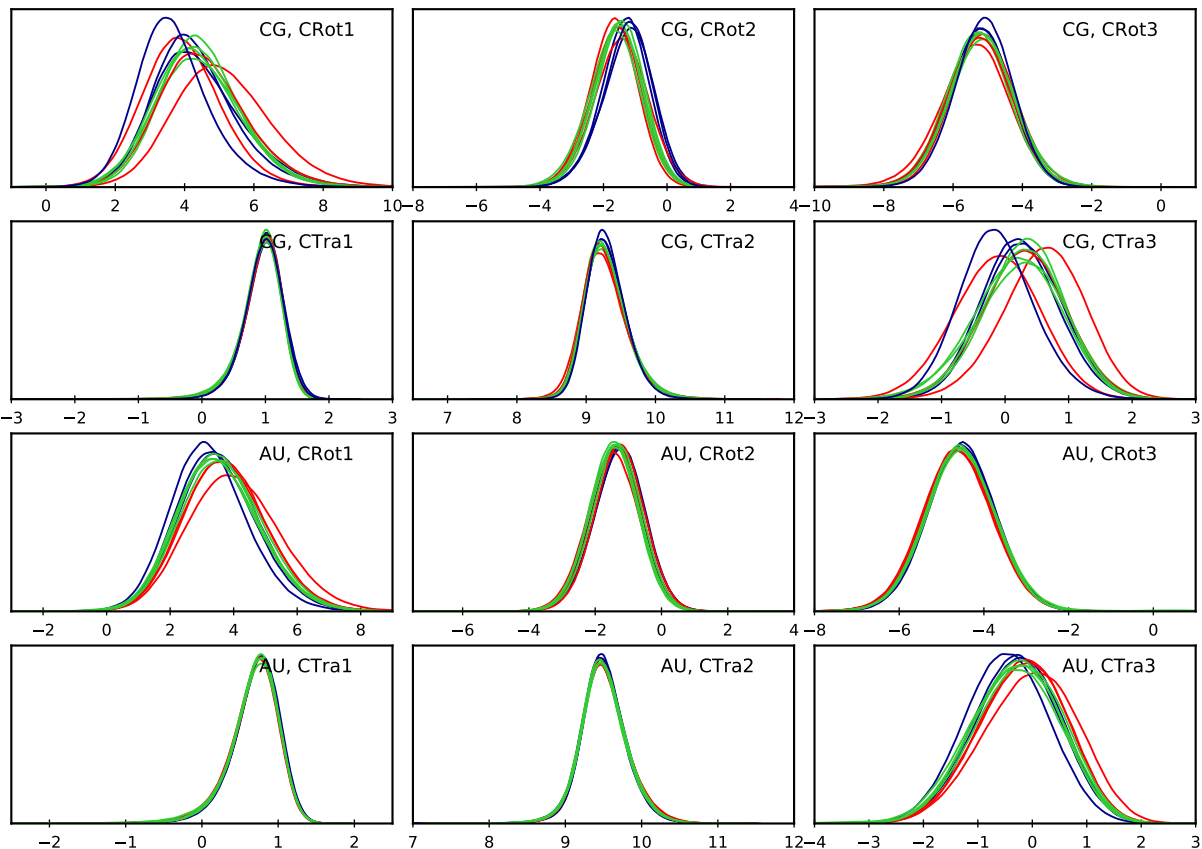 CG, CRot1
CG, CRot2
CG, CRot3
0 2 4 6 8 10
−8 −6 −4 −2 0 2 4
−10 −8 −6 −4 −2 0
CG, CTra1
CG, CTra2
CG, CTra3
−3 −2 −1 0 1 2 3
7 8 9 10 11 12
−3 −2 −1 0 1 2 3
AU, CRot1
AU, CRot2
AU, CRot3
−2 0 2 4 6 8
−6 −4 −2 0 2 4
−8 −6 −4 −2 0
AU, CTra1
AU, CTra2
AU, CTra3
−2 −1 0 1 2
7 8 9 10 11 12
−4 −3 −2 −1 0 1 2 3